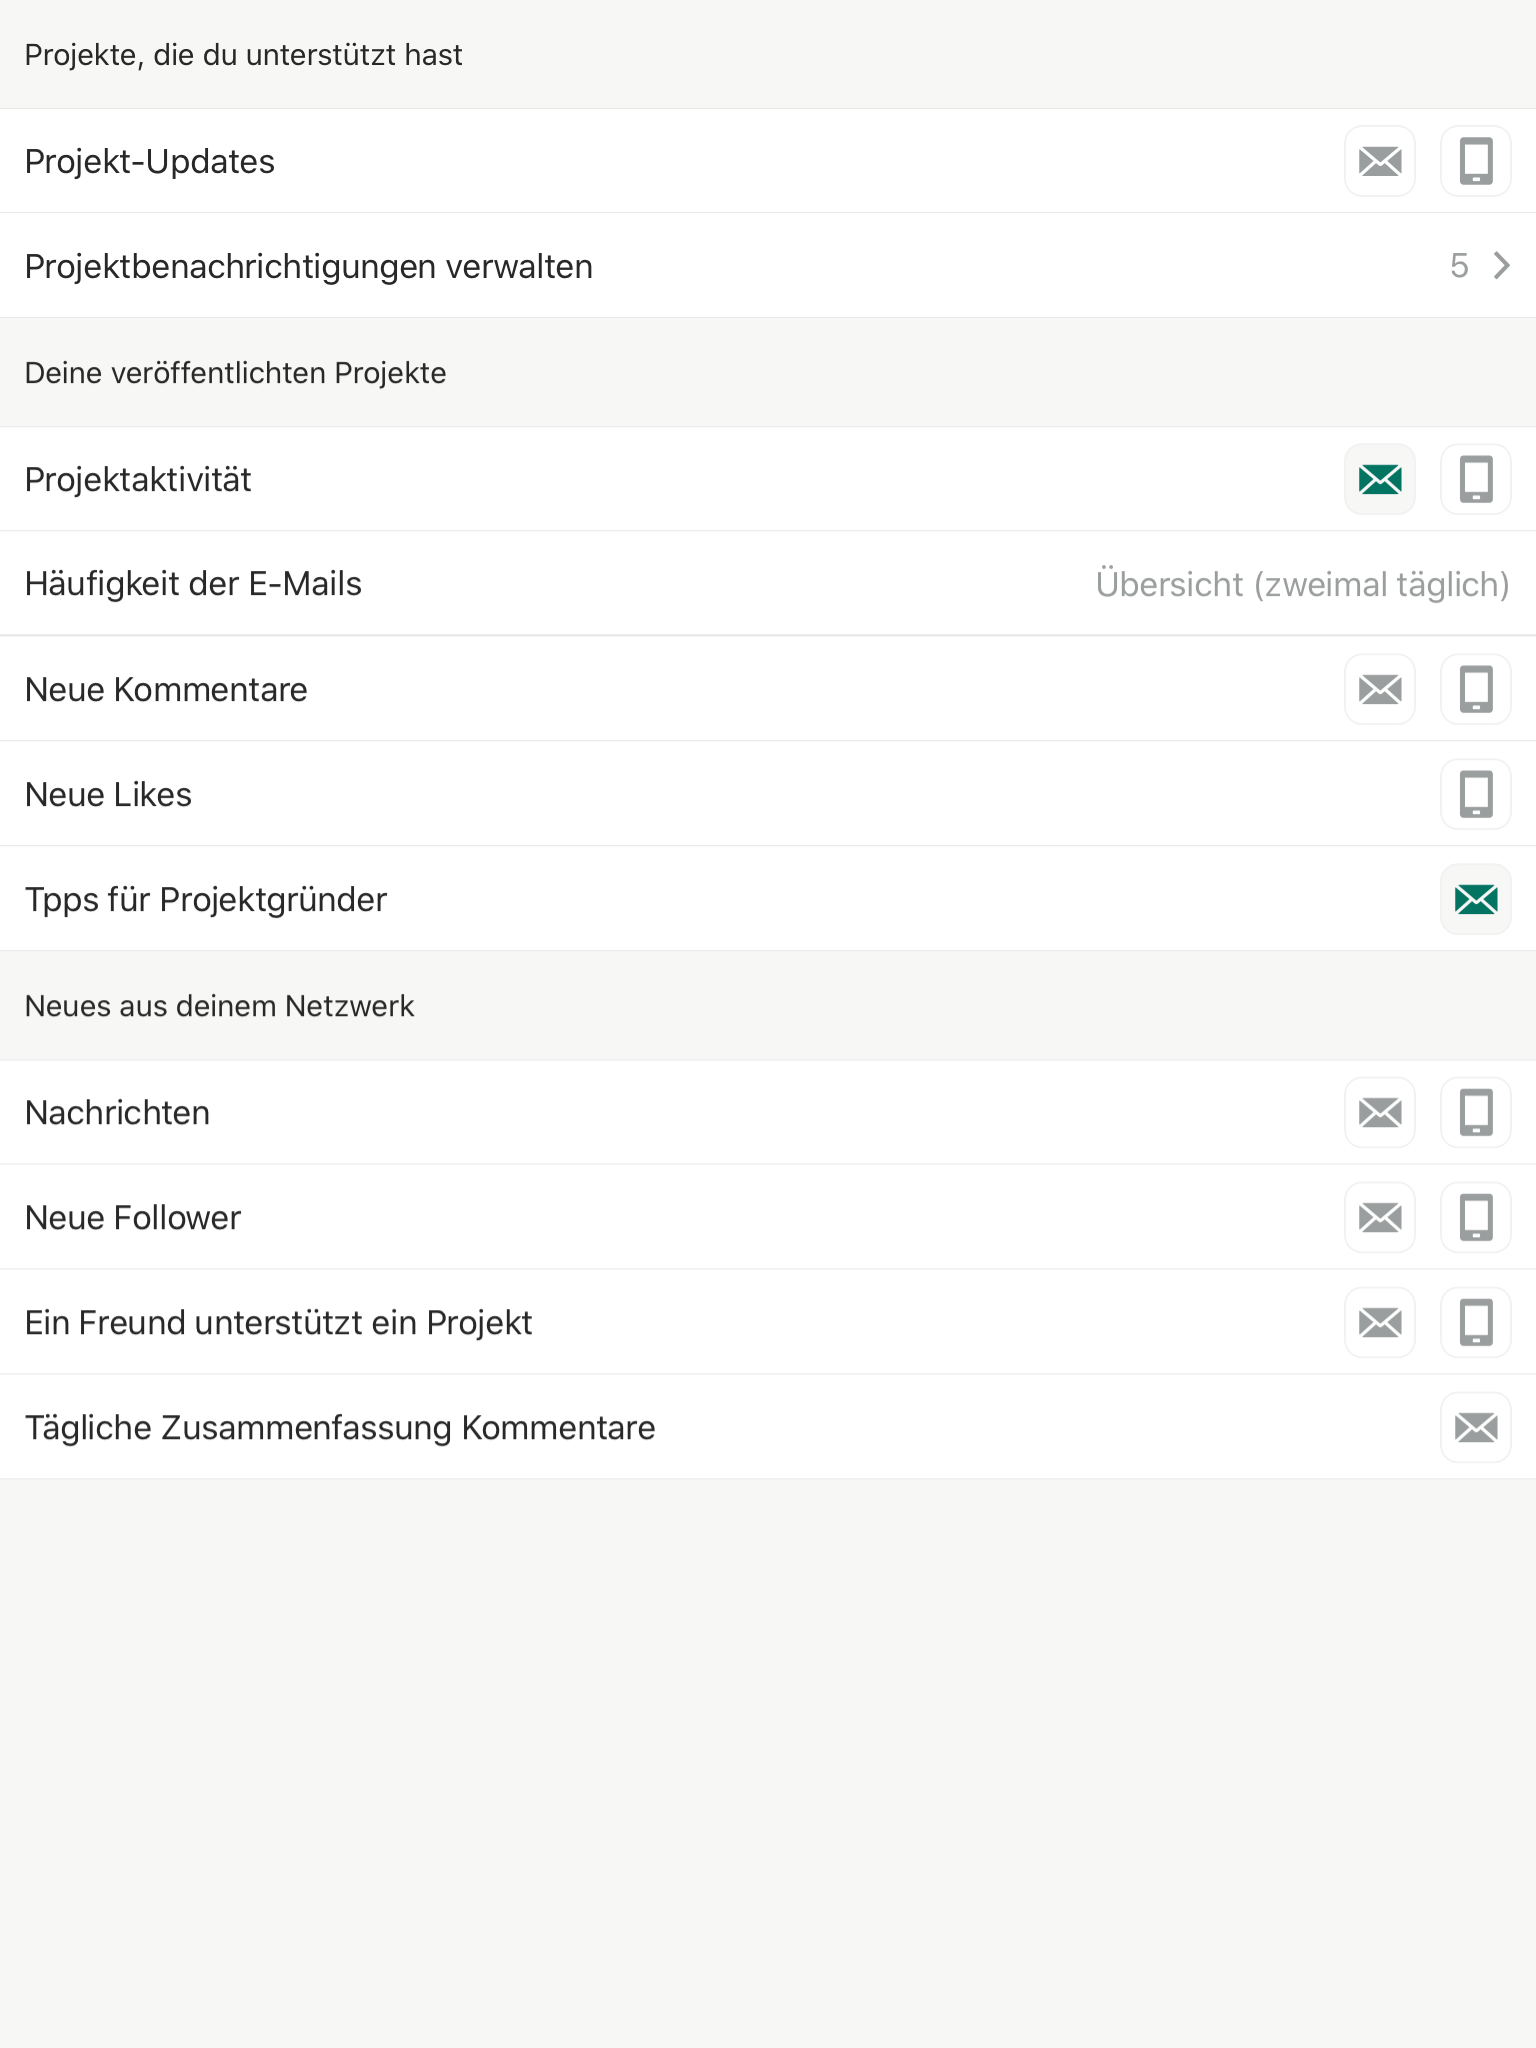 Projekte, die du unterstützt hast
Projekt-Updates
Projektbenachrichtigungen verwalten 5
Deine veröffentlichten Projekte
Projektaktivität
Häufigkeit der E-Mails Übersicht (zweimal täglich)
Neue Kommentare
Neue Likes
Tpps für Projektgründer
Neues aus deinem Netzwerk
Nachrichten
Neue Follower
Ein Freund unterstützt ein Projekt
Tägliche Zusammenfassung Kommentare